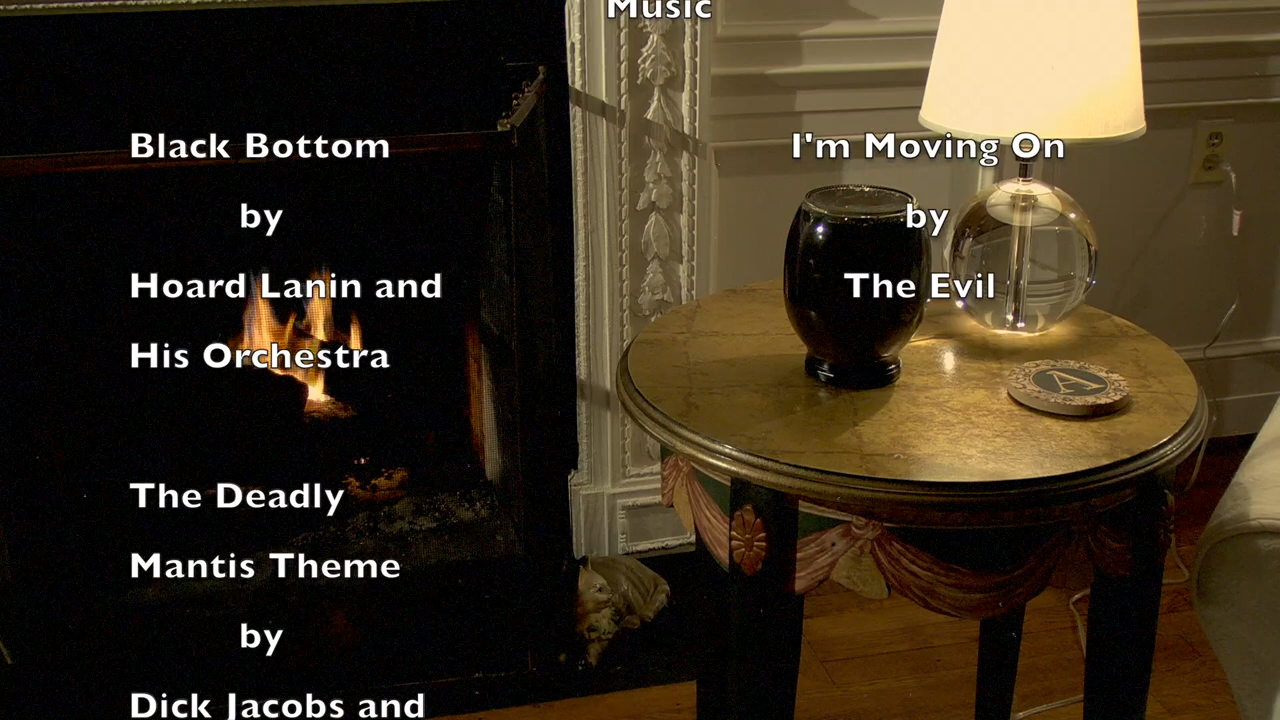 Music
Black Bottom
by
Hoard Lanin and
His Orchestra
The Deadly
Mantis Theme
by
Dick Jacobs and
I'm Moving On
by
The Evil
A